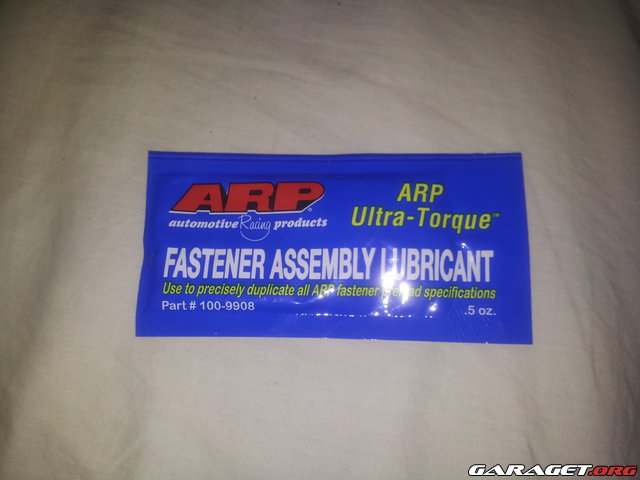 ARP
automotive Racing products
ARP
Ultra-Torque™
FASTENER ASSEMBLY LUBRICANT
Use to precisely duplicate all ARP fastener preload specifications
Part # 100-9908
.5 oz.
GARAGET.ORG